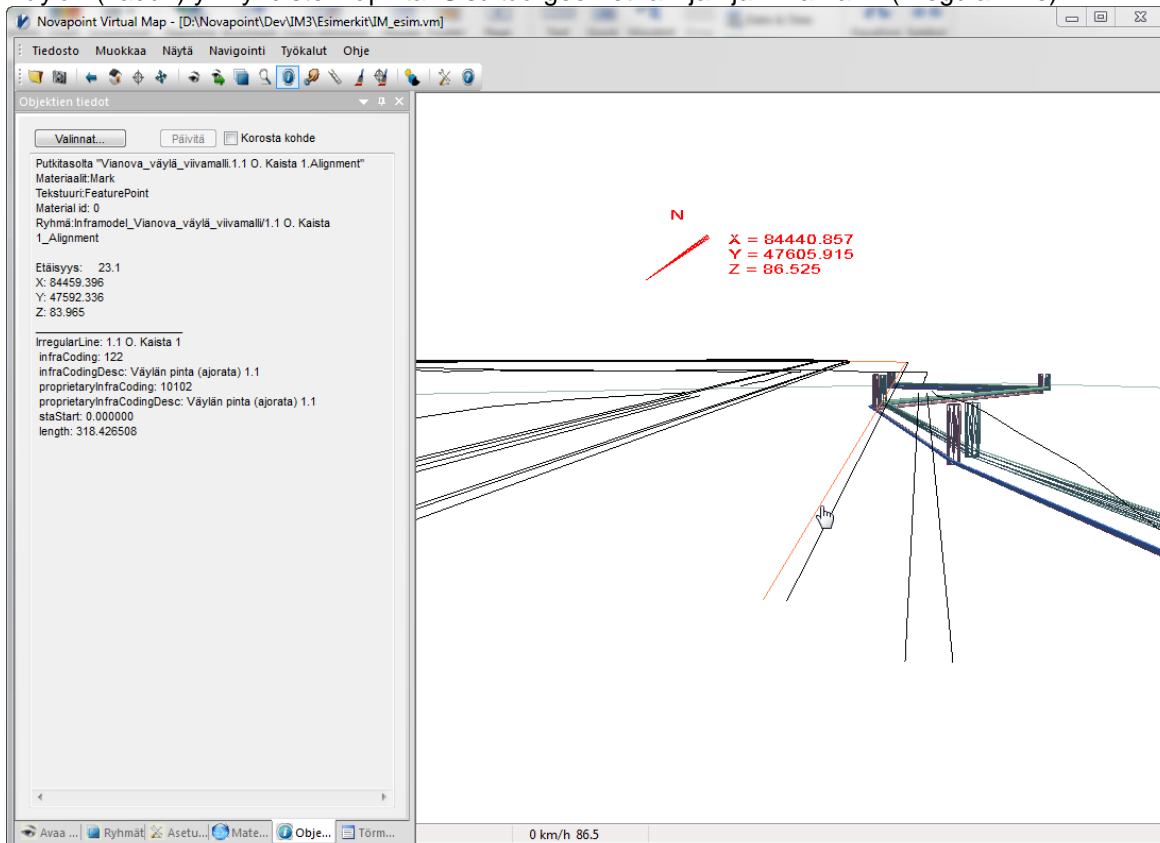 Novapoint Virtual Map - [D:\Novapoint\Dev\IM3\Esimerkit\IM_esim.vm]
Tiedosto Muokkaa Näytä Navigointi Työkalut Ohje
Objektien tiedot
Valinnat... Päivitä Korosta kohde
Putkitasolta "Vianova_väylä_viivamalli.1.1 O. Kaista 1.Alignment"
Materiaalit:Mark
Tekstuuri:FeaturePoint
Material id: 0
Ryhmä:Inframodel_Vianova_väylä_viivamalli/1.1 O. Kaista
1_Alignment
Etäisyys: 23.1
X: 84459.396
Y: 47592.336
Z: 83.965
IrregularLine: 1.1 O. Kaista 1
infraCoding: 122
infraCodingDesc: Väylän pinta (ajorata) 1.1
proprietaryInfraCoding: 10102
proprietaryInfraCodingDesc: Väylän pinta (ajorata) 1.1
staStart: 0.000000
length: 318.426508
N
X = 84440.857
Y = 47605.915
Z = 86.525
Avaa ... Ryhmät Asetu... Mate... Obje... Törm...
0 km/h 86.5